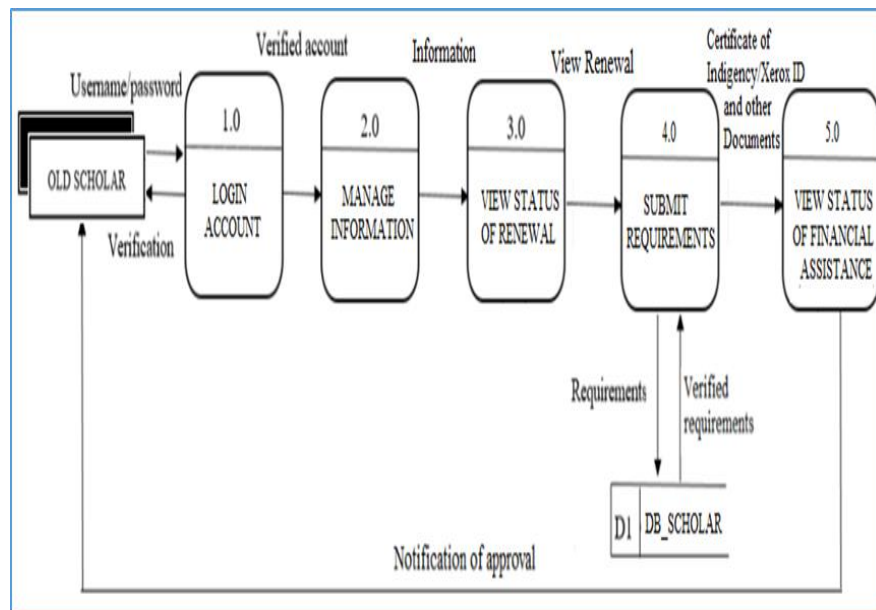 Verified account
Information
View Renewal
Certificate of
Indigency/Xerox ID
and other
Documents
Username/password
1.0
2.0
3.0
4.0
5.0
OLD SCHOLAR
LOGIN
ACCOUNT
MANAGE
INFORMATION
VIEW STATUS
OF RENEWAL
SUBMIT
REQUIREMENTS
VIEW STATUS
OF FINANCIAL
ASSISTANCE
Verification
Requirements
Verified
requirements
D1
DB_SCHOLAR
Notification of approval